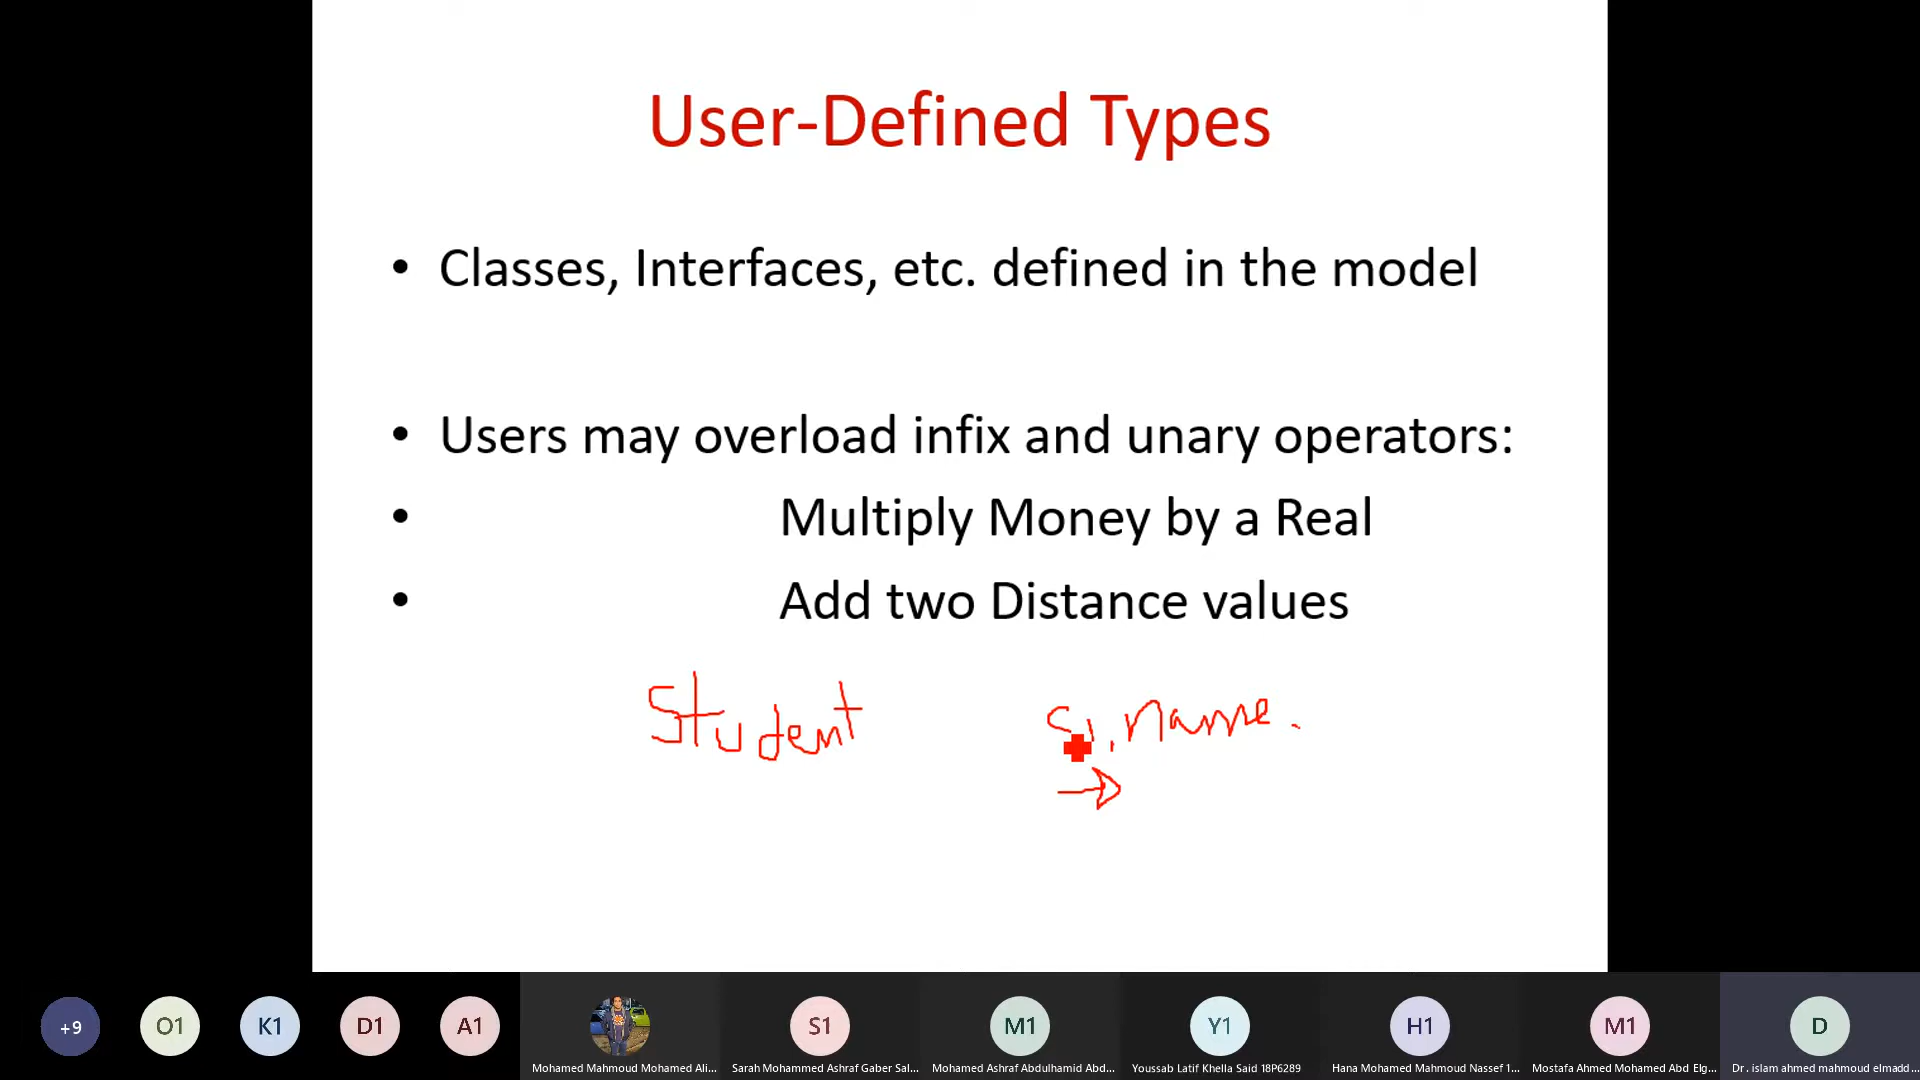 User-Defined Types
• Classes, Interfaces, etc. defined in the model
• Users may overload infix and unary operators:
• Multiply Money by a Real
• Add two Distance values
Student s1.name.
+9 O1 K1 D1 A1 S1 M1 Y1 H1 M1 D
Mohamed Mahmoud Mohamed Ali... Sarah Mohammed Ashraf Gaber Sal... Mohamed Ashraf Abdulhamid Abd... Youssab Latif Khella Said 18P6289 Hana Mohamed Mahmoud Nassef 1... Mostafa Ahmed Mohamed Abd Elg... Dr. islam ahmed mahmoud elmadd...